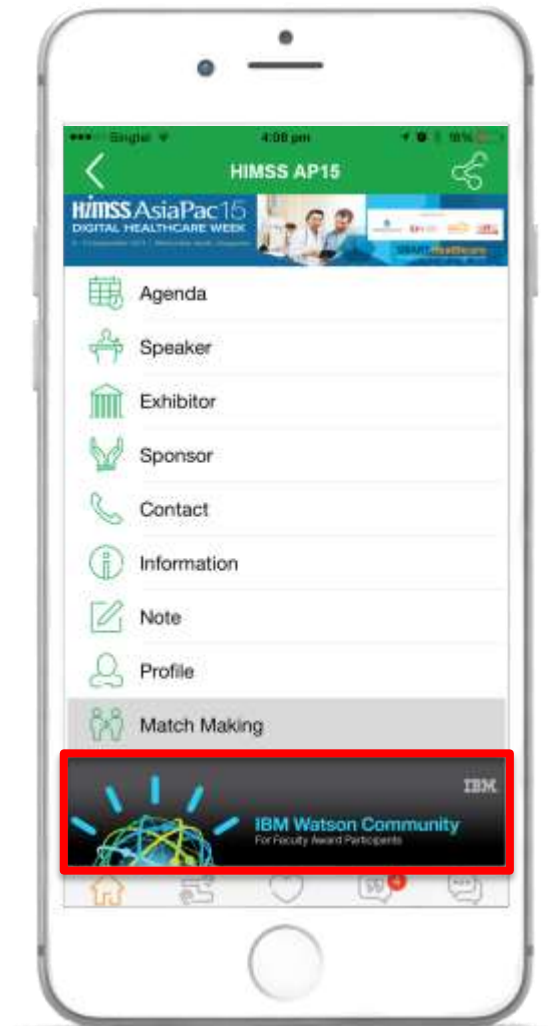 Singtel 4:08 pm
HIMSS AP15
HiMSS AsiaPac15
DIGITAL HEALTHCARE WEEK
Agenda
Speaker
Exhibitor
Sponsor
Contact
Information
Note
Profile
Match Making
IBM
IBM Watson Community
For Faculty Award Participants
4